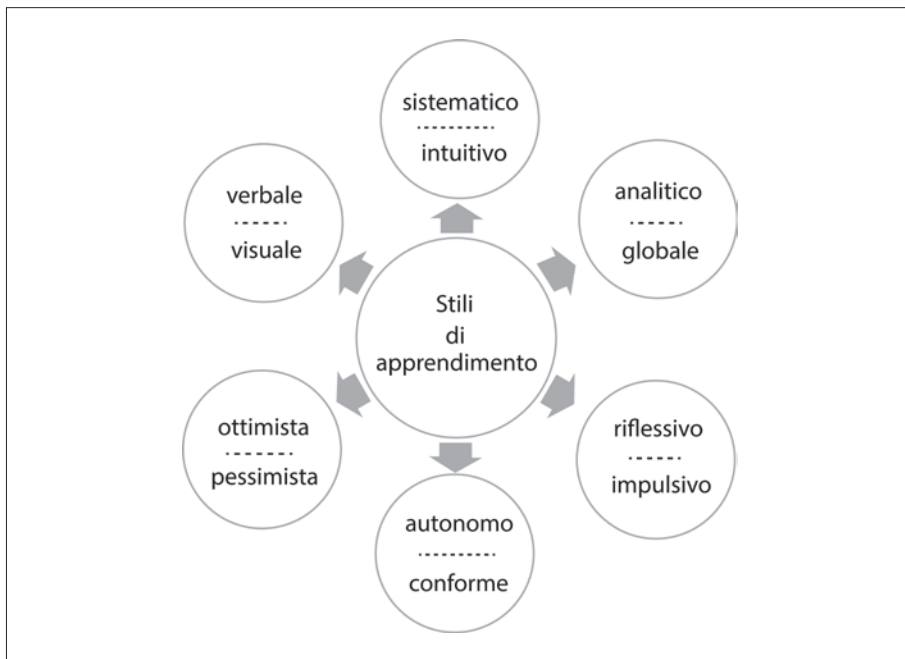 sistematico
intuitivo
analitico
globale
verbale
visuale
Stili
di
apprendimento
ottimista
pessimista
riflessivo
impulsivo
autonomo
conforme